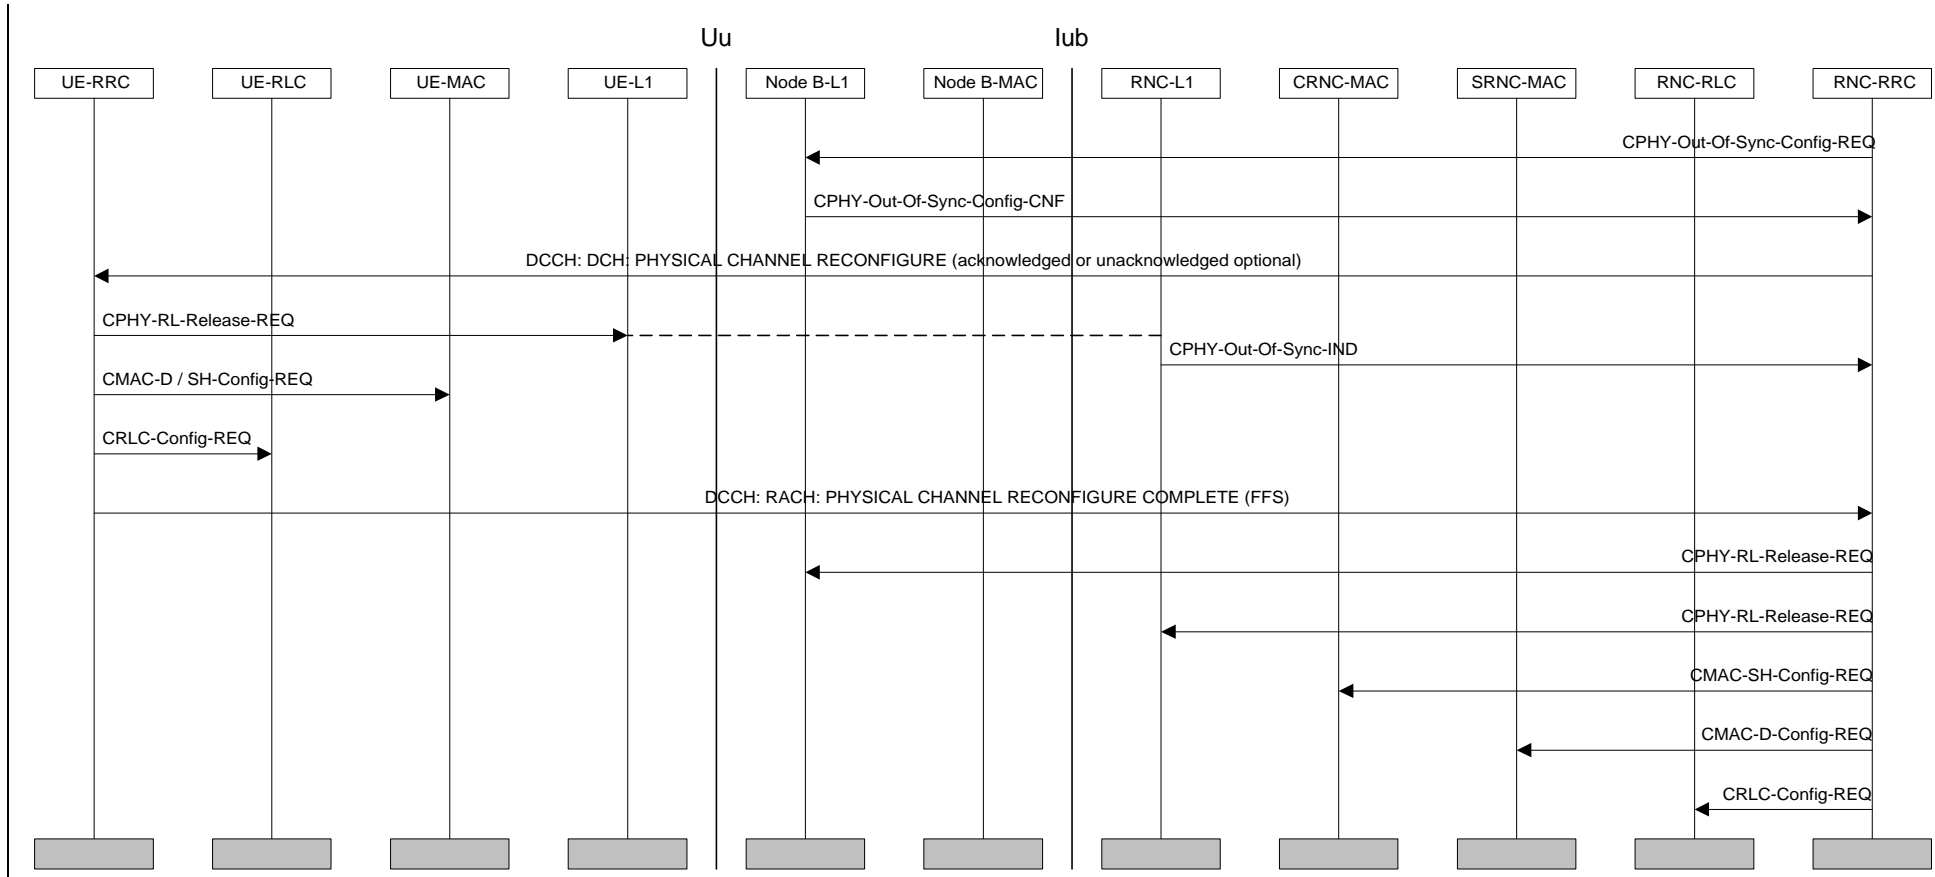 Uu
Iub
UE-RRC
UE-RLC
UE-MAC
UE-L1
Node B-L1
Node B-MAC
RNC-L1
CRNC-MAC
SRNC-MAC
RNC-RLC
RNC-RRC
CPHY-Out-Of-Sync-Config-REQ
CPHY-Out-Of-Sync-Config-CNF
DCCH: DCH: PHYSICAL CHANNEL RECONFIGURE (acknowledged or unacknowledged optional)
CPHY-RL-Release-REQ
CPHY-Out-Of-Sync-IND
CMAC-D / SH-Config-REQ
CRLC-Config-REQ
DCCH: RACH: PHYSICAL CHANNEL RECONFIGURE COMPLETE (FFS)
CPHY-RL-Release-REQ
CPHY-RL-Release-REQ
CMAC-SH-Config-REQ
CMAC-D-Config-REQ
CRLC-Config-REQ